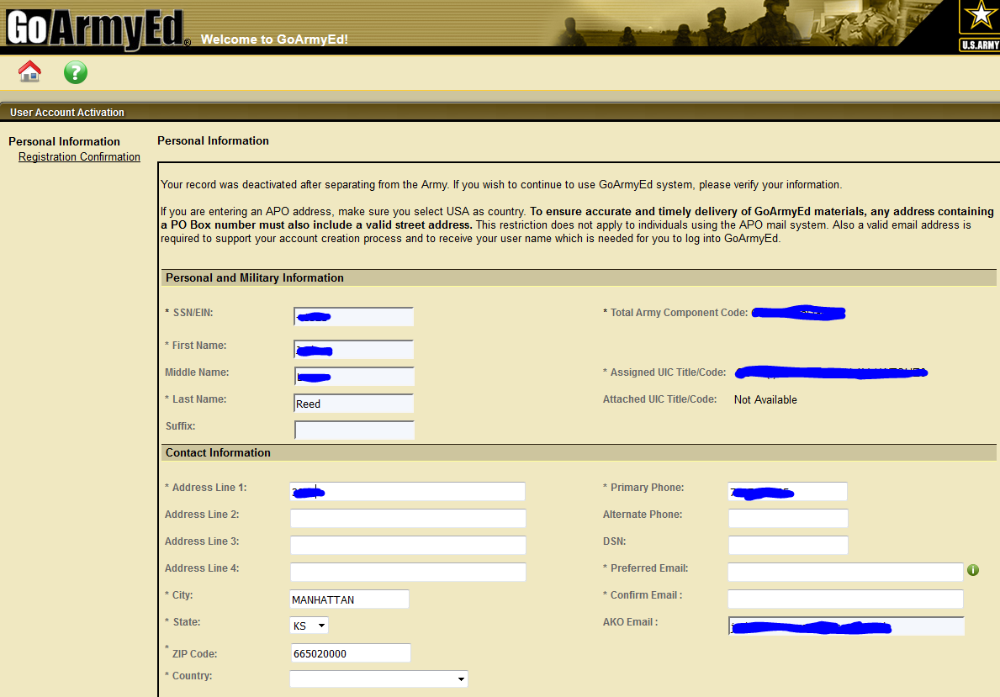 GoArmyEd®
Welcome to GoArmyEd!
U.S.ARMY
?
User Account Activation
Personal Information
Registration Confirmation
Personal Information
Your record was deactivated after separating from the Army. If you wish to continue to use GoArmyEd system, please verify your information.
If you are entering an APO address, make sure you select USA as country. To ensure accurate and timely delivery of GoArmyEd materials, any address containing
a PO Box number must also include a valid street address. This restriction does not apply to individuals using the APO mail system. Also a valid email address is
required to support your account creation process and to receive your user name which is needed for you to log into GoArmyEd.
Personal and Military Information
* SSN/EIN:
* Total Army Component Code:
* First Name:
Middle Name:
* Assigned UIC Title/Code:
* Last Name: Reed
Attached UIC Title/Code: Not Available
Suffix:
Contact Information
* Address Line 1:
* Primary Phone:
Address Line 2:
Alternate Phone:
Address Line 3:
DSN:
Address Line 4:
* Preferred Email:
i
* City: MANHATTAN
* Confirm Email :
* State: KS
AKO Email :
* ZIP Code: 665020000
* Country: